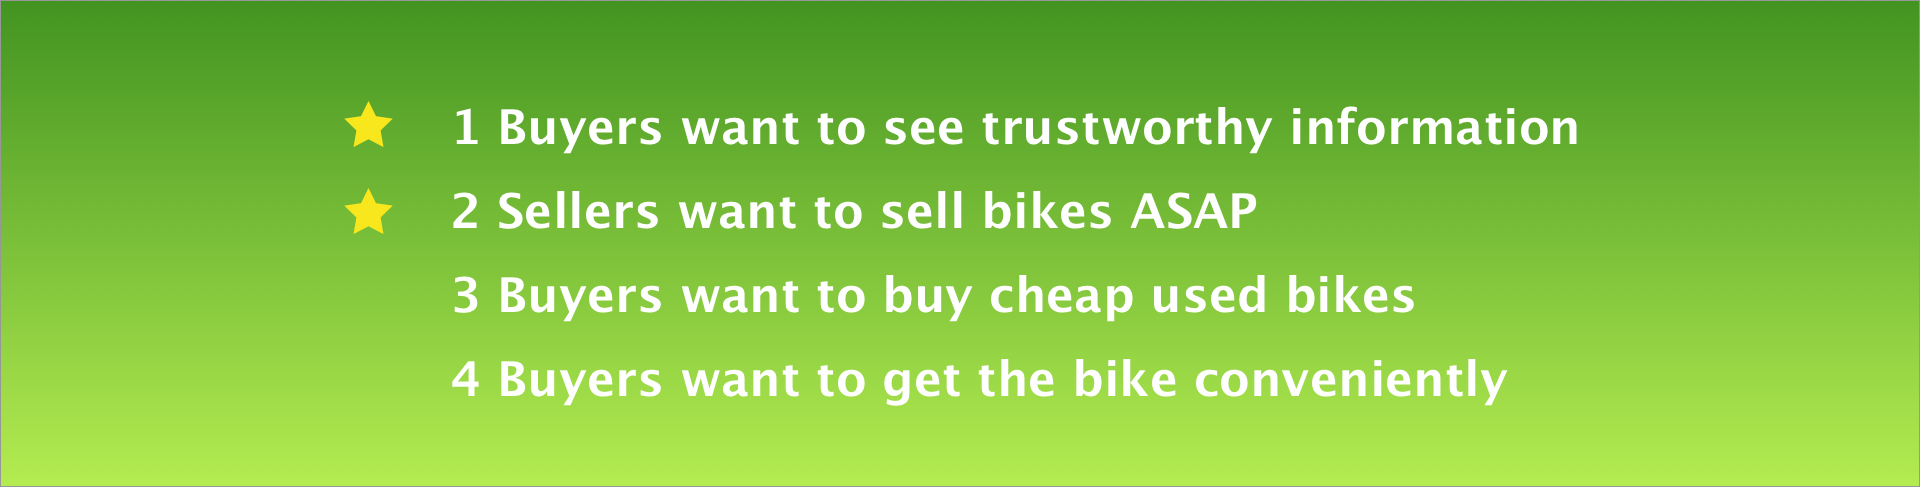 1 Buyers want to see trustworthy information
2 Sellers want to sell bikes ASAP
3 Buyers want to buy cheap used bikes
4 Buyers want to get the bike conveniently